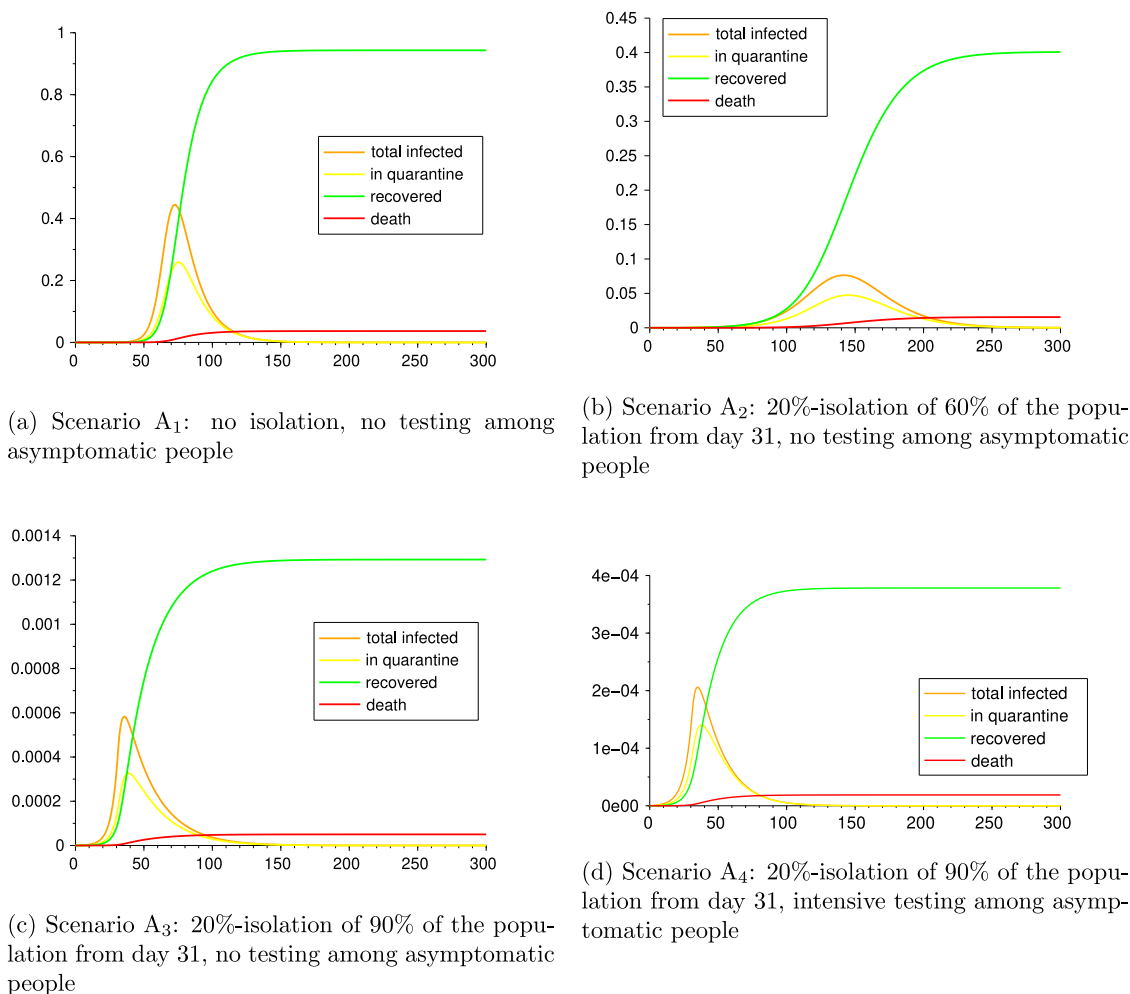 1
0.8
0.6
0.4
0.2
0
0 50 100 150 200 250 300
total infected
in quarantine
recovered
death
(a) Scenario A₁: no isolation, no testing among
asymptomatic people
0.45
0.4
0.35
0.3
0.25
0.2
0.15
0.1
0.05
0
0 50 100 150 200 250 300
total infected
in quarantine
recovered
death
(b) Scenario A₂: 20%-isolation of 60% of the popu-
lation from day 31, no testing among asymptomatic
people
0.0014
0.0012
0.001
0.0008
0.0006
0.0004
0.0002
0
0 50 100 150 200 250 300
total infected
in quarantine
recovered
death
(c) Scenario A₃: 20%-isolation of 90% of the popu-
lation from day 31, no testing among asymptomatic
people
4e−04
3e−04
2e−04
1e−04
0e00
0 50 100 150 200 250 300
total infected
in quarantine
recovered
death
(d) Scenario A₄: 20%-isolation of 90% of the popu-
lation from day 31, intensive testing among asymp-
tomatic people